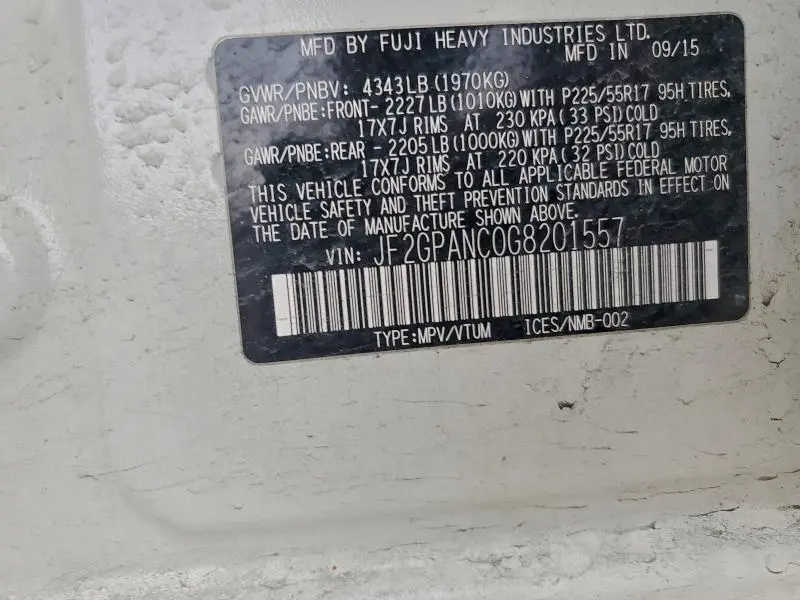 MFD BY FUJI HEAVY INDUSTRIES LTD.
MFD IN 09/15
GVWR/PNBV: 4343LB(1970KG)
GAWR/PNBE:FRONT- 2227LB(1010KG)WITH P225/55R17 95H TIRES,
17X7J RIMS AT 230 KPA(33 PSI)COLD
GAWR/PNBE:REAR - 2205LB(1000KG)WITH P225/55R17 95H TIRES,
17X7J RIMS AT 220 KPA(32 PSI)COLD
THIS VEHICLE CONFORMS TO ALL APPLICABLE FEDERAL MOTOR
VEHICLE SAFETY AND THEFT PREVENTION STANDARDS IN EFFECT ON
THE DATE OF MANUFACTURE SHOWN ABOVE.
VIN: JF2GPANC0G8201557
TYPE:MPV/VTUM ICES/NMB-002